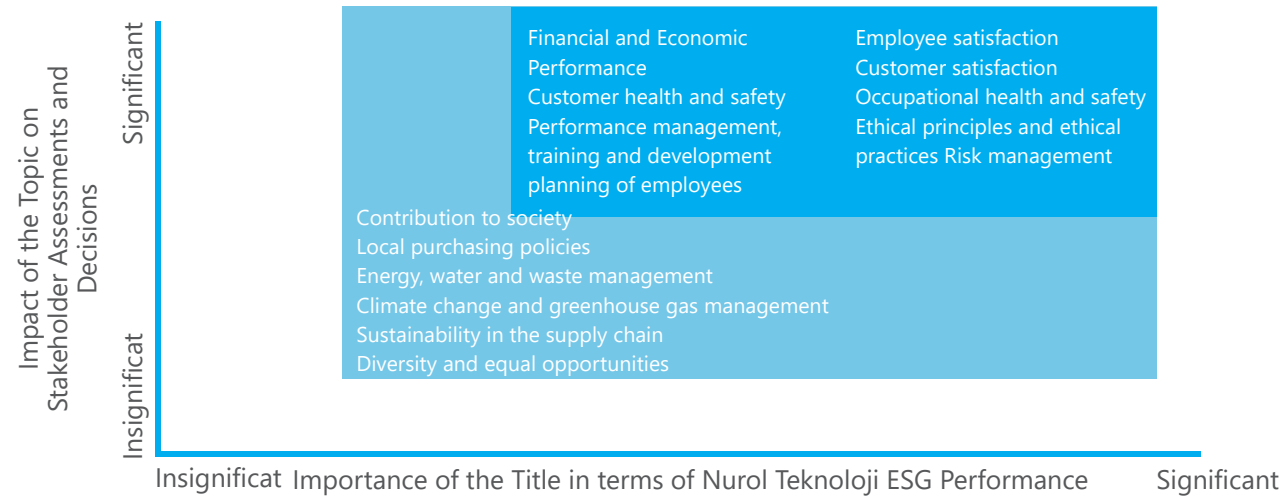 Impact of the Topic on
Stakeholder Assessments and
Decisions
Significant
Insignificat
Financial and Economic
Performance
Customer health and safety
Performance management,
training and development
planning of employees
Employee satisfaction
Customer satisfaction
Occupational health and safety
Ethical principles and ethical
practices Risk management
Contribution to society
Local purchasing policies
Energy, water and waste management
Climate change and greenhouse gas management
Sustainability in the supply chain
Diversity and equal opportunities
Insignificat
Importance of the Title in terms of Nurol Teknoloji ESG Performance
Significant